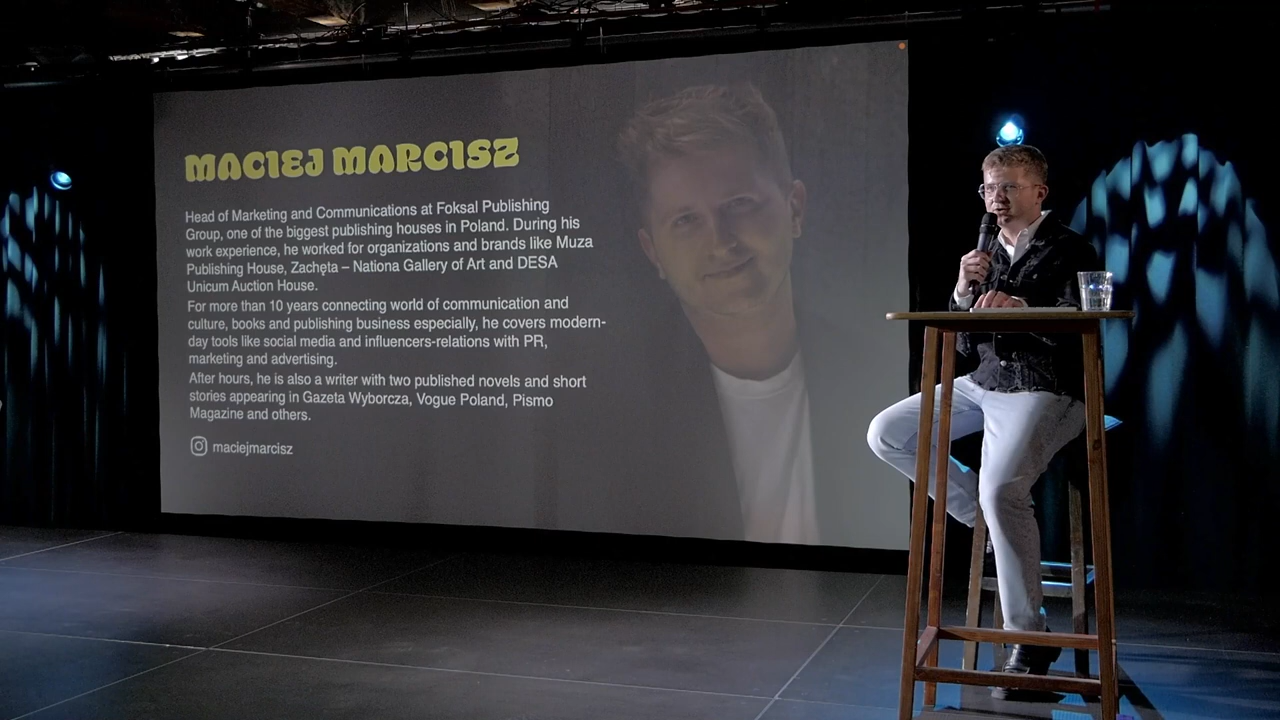 MACIEJ MARCISZ
Head of Marketing and Communications at Foksal Publishing
Group, one of the biggest publishing houses in Poland. During his
work experience, he worked for organizations and brands like Muza
Publishing House, Zachęta – Nationa Gallery of Art and DESA
Unicum Auction House.
For more than 10 years connecting world of communication and
culture, books and publishing business especially, he covers modern-
day tools like social media and influencers-relations with PR,
marketing and advertising.
After hours, he is also a writer with two published novels and short
stories appearing in Gazeta Wyborcza, Vogue Poland, Pismo
Magazine and others.
maciejmarcisz